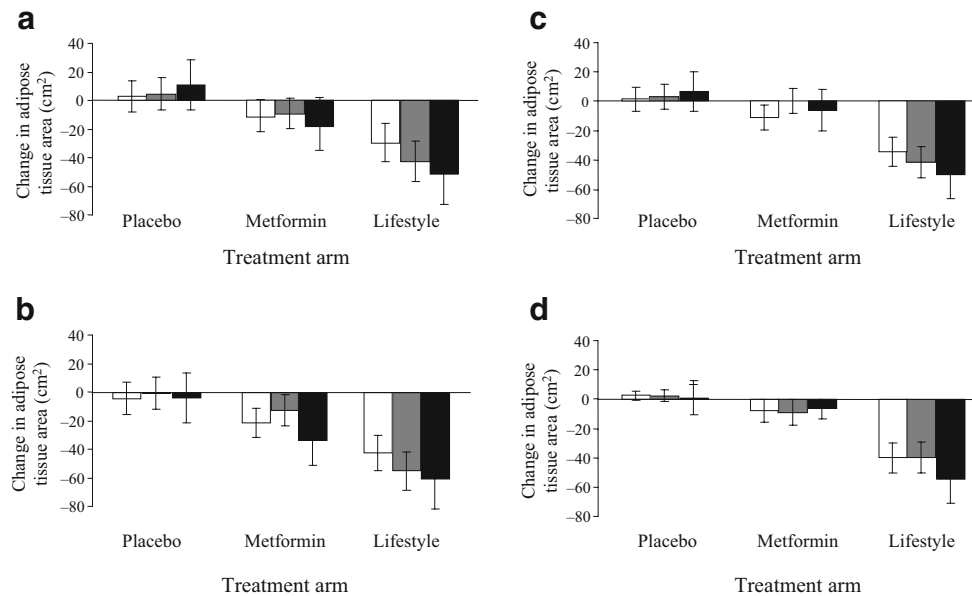 a
Change in adipose
tissue area (cm²)
40
20
0
–20
–40
–60
–80
Placebo
Metformin
Lifestyle
Treatment arm
c
Change in adipose
tissue area (cm²)
40
20
0
–20
–40
–60
–80
Placebo
Metformin
Lifestyle
Treatment arm
b
Change in adipose
tissue area (cm²)
40
20
0
–20
–40
–60
–80
Placebo
Metformin
Lifestyle
Treatment arm
d
Change in adipose
tissue area (cm²)
40
20
0
–20
–40
–60
–80
Placebo
Metformin
Lifestyle
Treatment arm